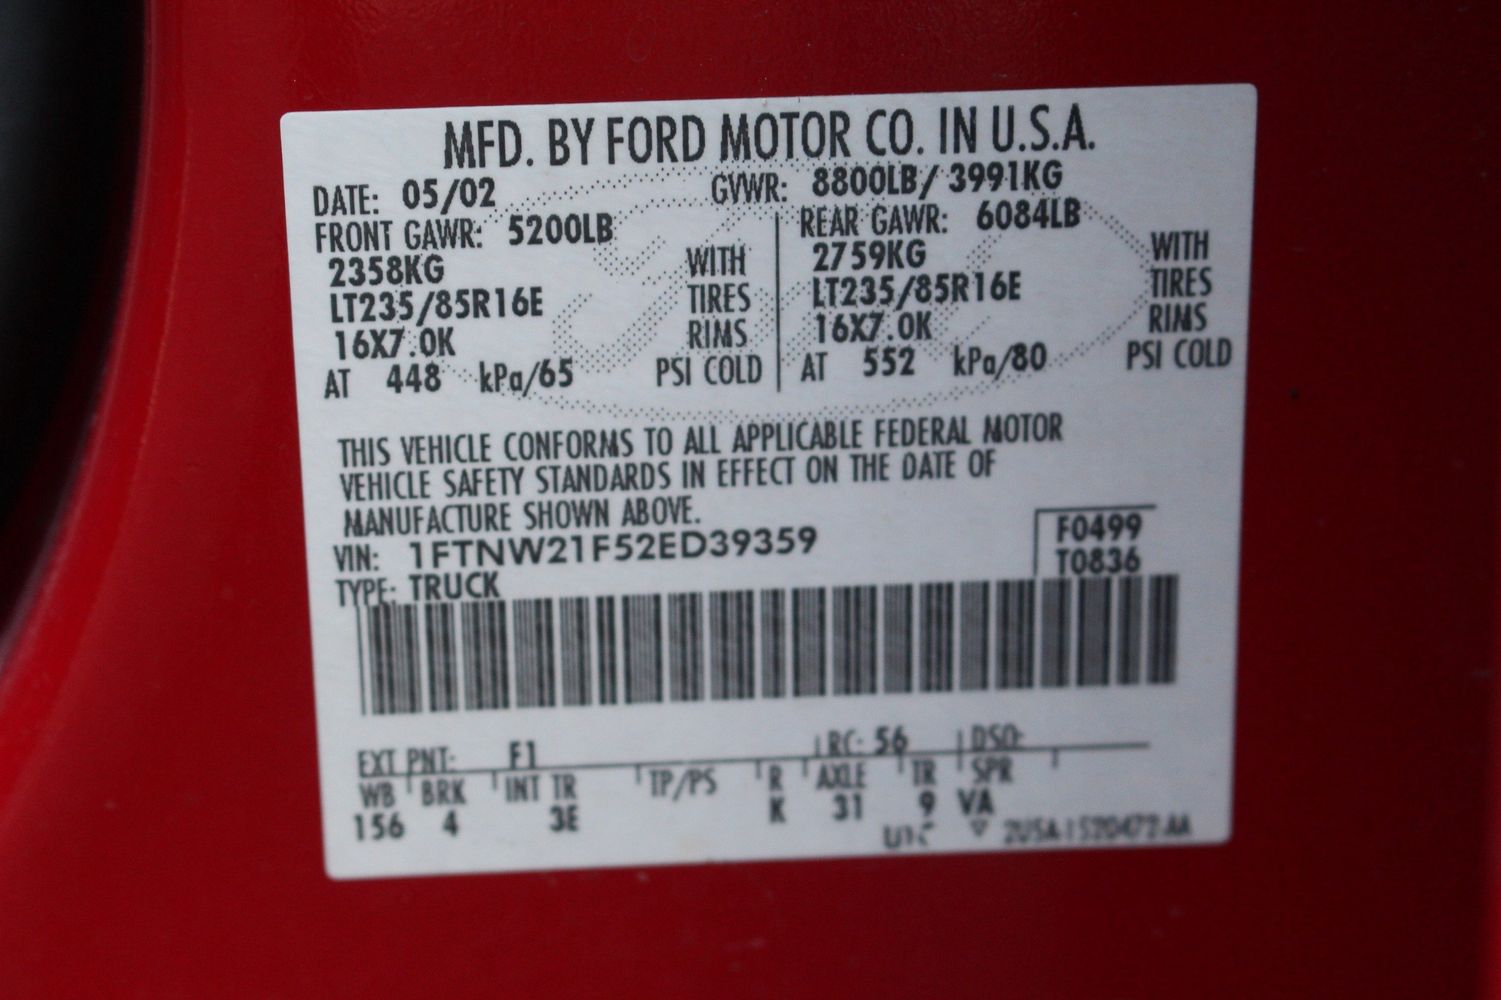 MFD. BY FORD MOTOR CO. IN U.S.A.
DATE: 05/02 GVWR: 8800LB/ 3991KG
FRONT GAWR: 5200LB REAR GAWR: 6084LB
2358KG WITH 2759KG WITH
LT235/85R16E TIRES LT235/85R16E TIRES
16X7.0K RIMS 16X7.0K RIMS
AT 448 kPa/65 PSI COLD AT 552 kPa/80 PSI COLD
THIS VEHICLE CONFORMS TO ALL APPLICABLE FEDERAL MOTOR
VEHICLE SAFETY STANDARDS IN EFFECT ON THE DATE OF
MANUFACTURE SHOWN ABOVE.
F0499
VIN: 1FTNW21F52ED39359
T0836
TYPE: TRUCK
EXT PNT: F1 RC: 56 DSO:
WB BRK INT TR TP/PS R AXLE TR SPR
156 4 3E K 31 9 VA
2U5A-1520472-AA